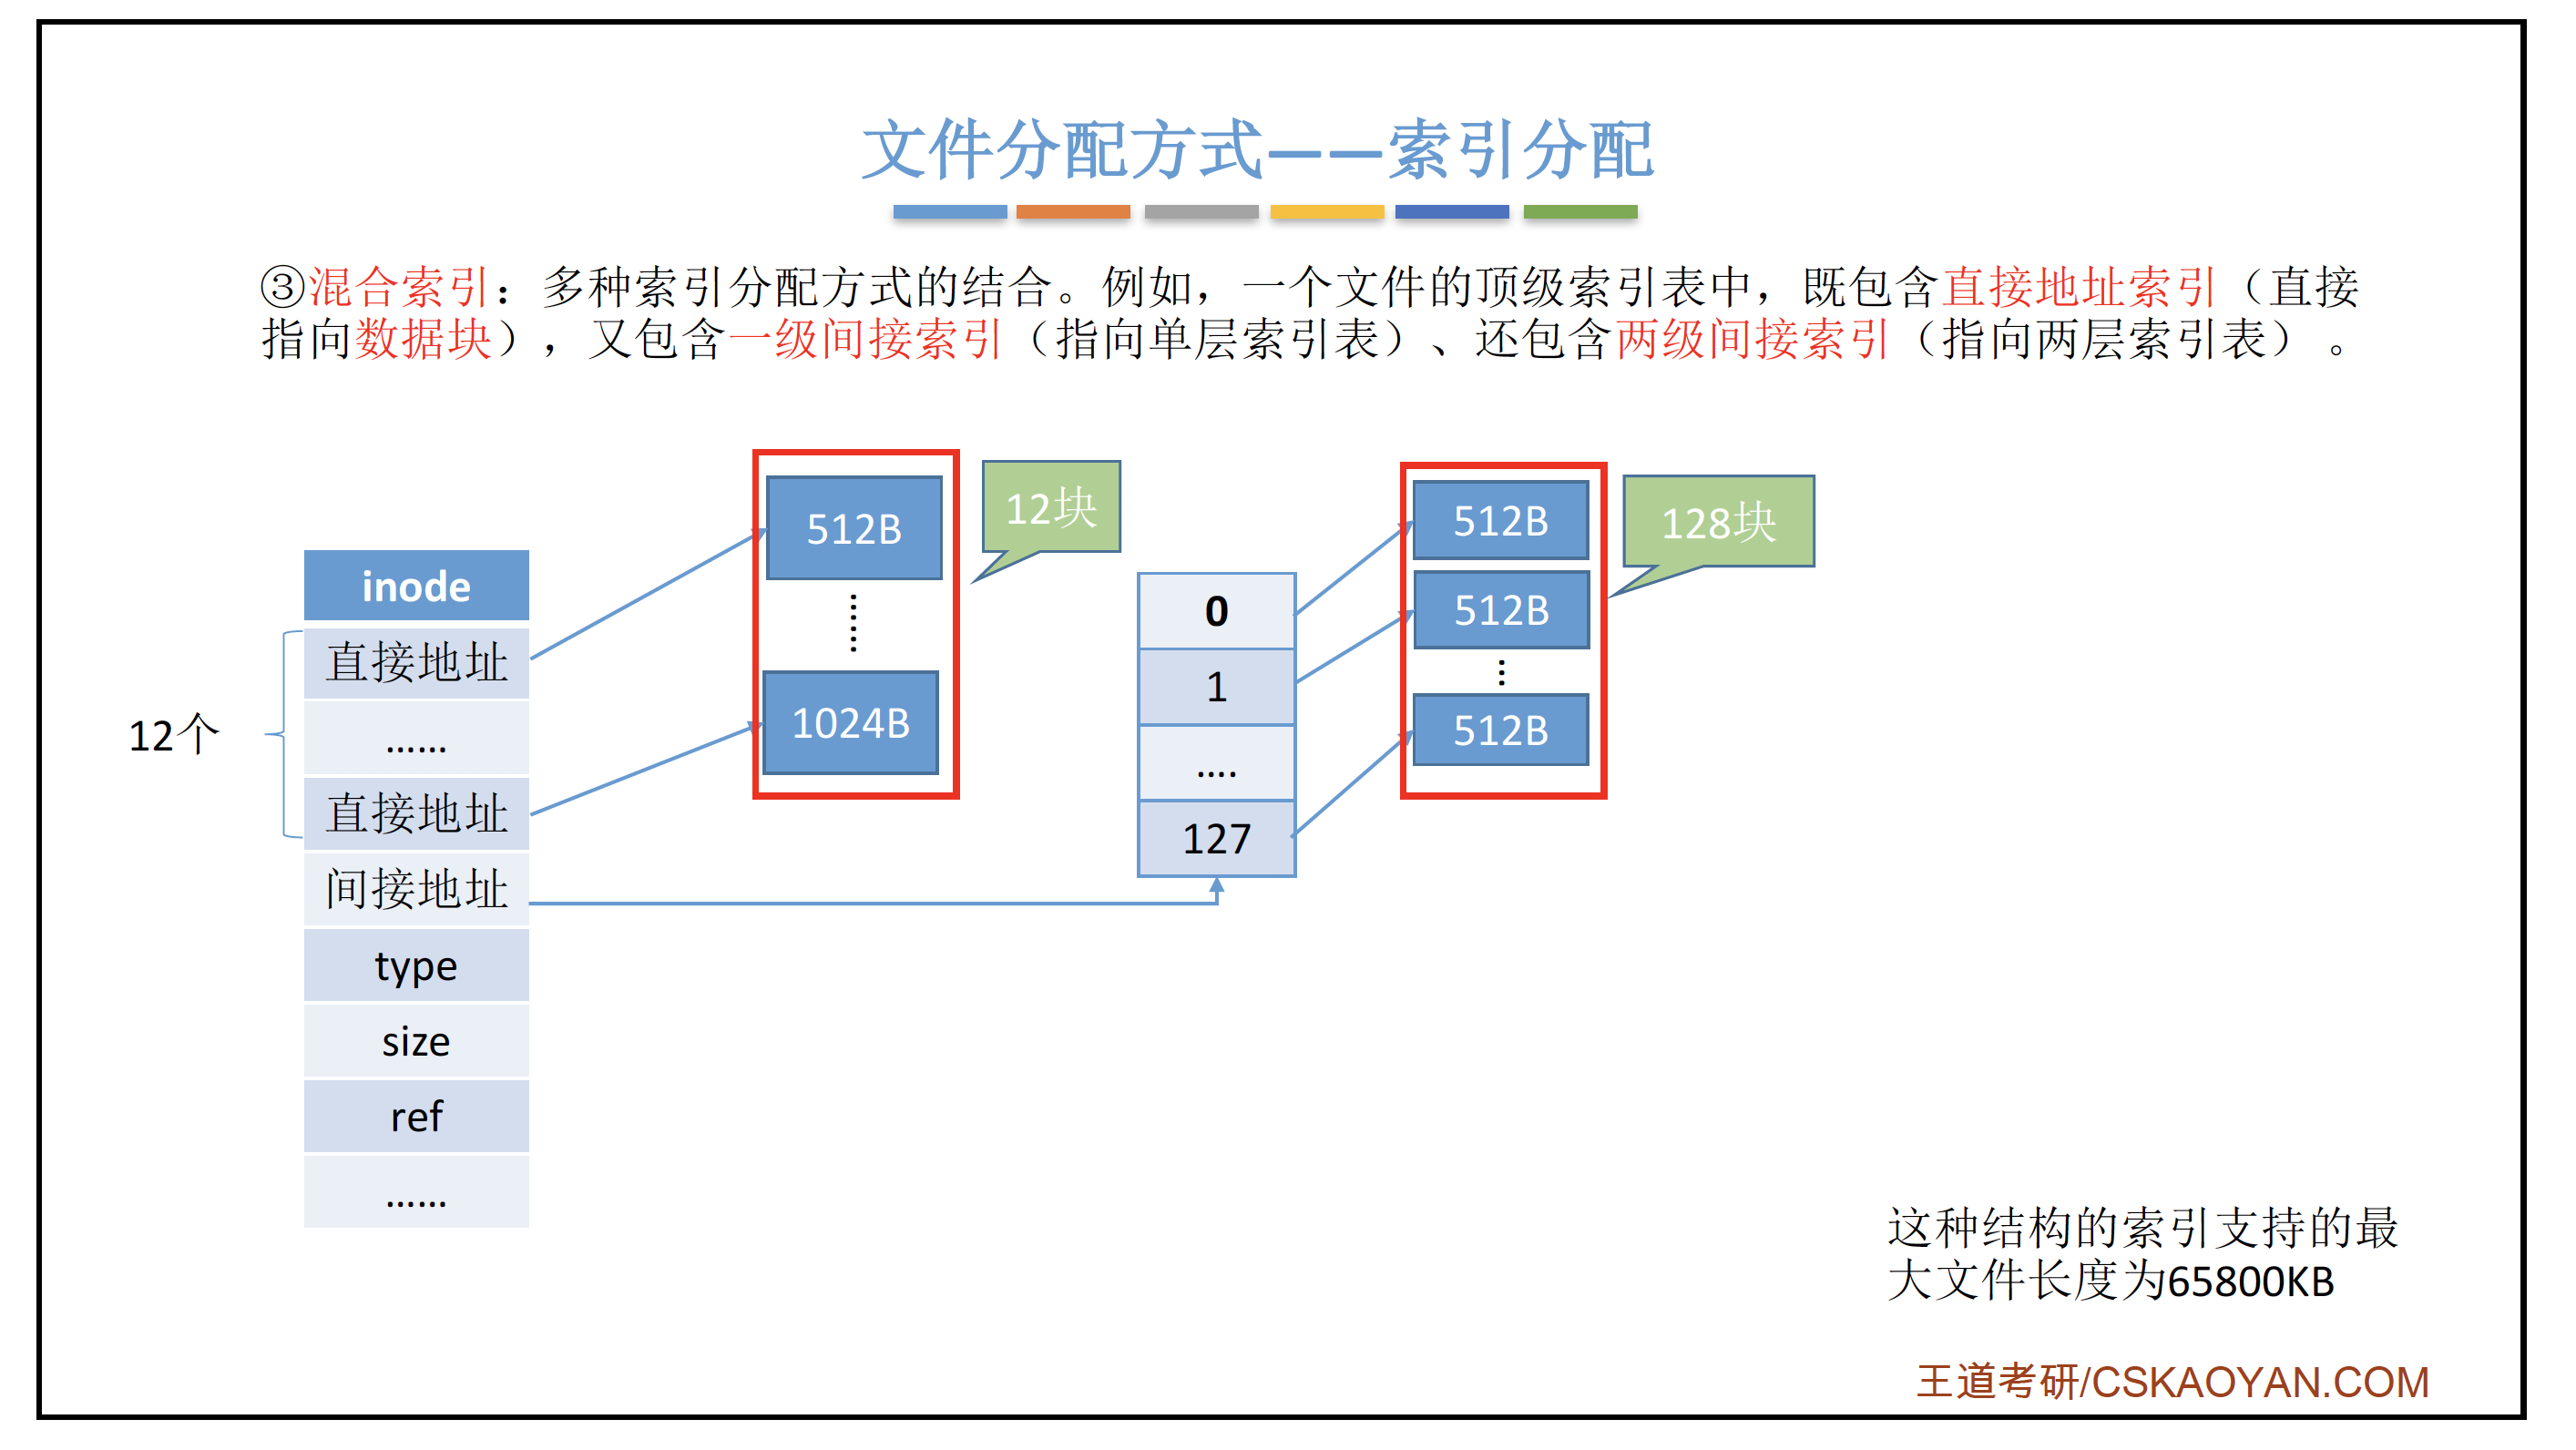 文件分配方式——索引分配
③混合索引：多种索引分配方式的结合。例如，一个文件的顶级索引表中，既包含直接地址索引（直接
指向数据块），又包含一级间接索引（指向单层索引表）、还包含两级间接索引（指向两层索引表）。
12个
inode
直接地址
......
直接地址
间接地址
type
size
ref
......
512B
......
1024B
12块
0
1
....
127
512B
512B
...
512B
128块
这种结构的索引支持的最
大文件长度为65800KB
王道考研/CSKAOYAN.COM